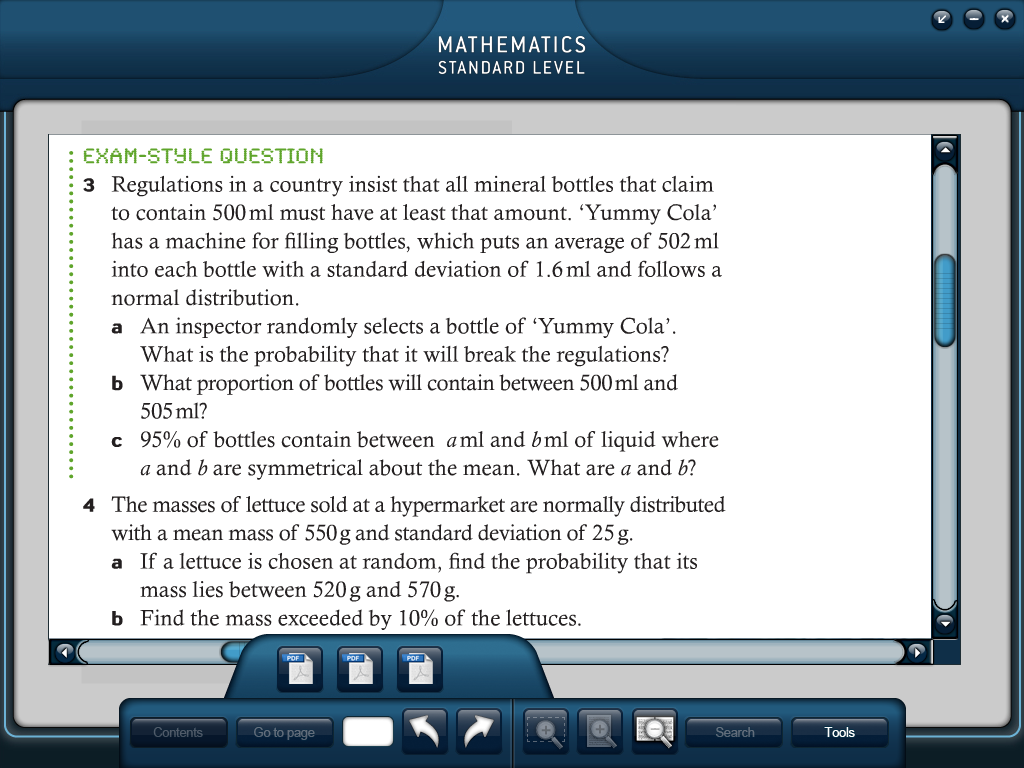 MATHEMATICS
STANDARD LEVEL
EXAM-STYLE QUESTION
3 Regulations in a country insist that all mineral bottles that claim
to contain 500 ml must have at least that amount. ‘Yummy Cola’
has a machine for filling bottles, which puts an average of 502 ml
into each bottle with a standard deviation of 1.6 ml and follows a
normal distribution.
a An inspector randomly selects a bottle of ‘Yummy Cola’.
What is the probability that it will break the regulations?
b What proportion of bottles will contain between 500 ml and
505 ml?
c 95% of bottles contain between a ml and b ml of liquid where
a and b are symmetrical about the mean. What are a and b?
4 The masses of lettuce sold at a hypermarket are normally distributed
with a mean mass of 550 g and standard deviation of 25 g.
a If a lettuce is chosen at random, find the probability that its
mass lies between 520 g and 570 g.
b Find the mass exceeded by 10% of the lettuces.
PDF PDF PDF
Contents Go to page Search Tools